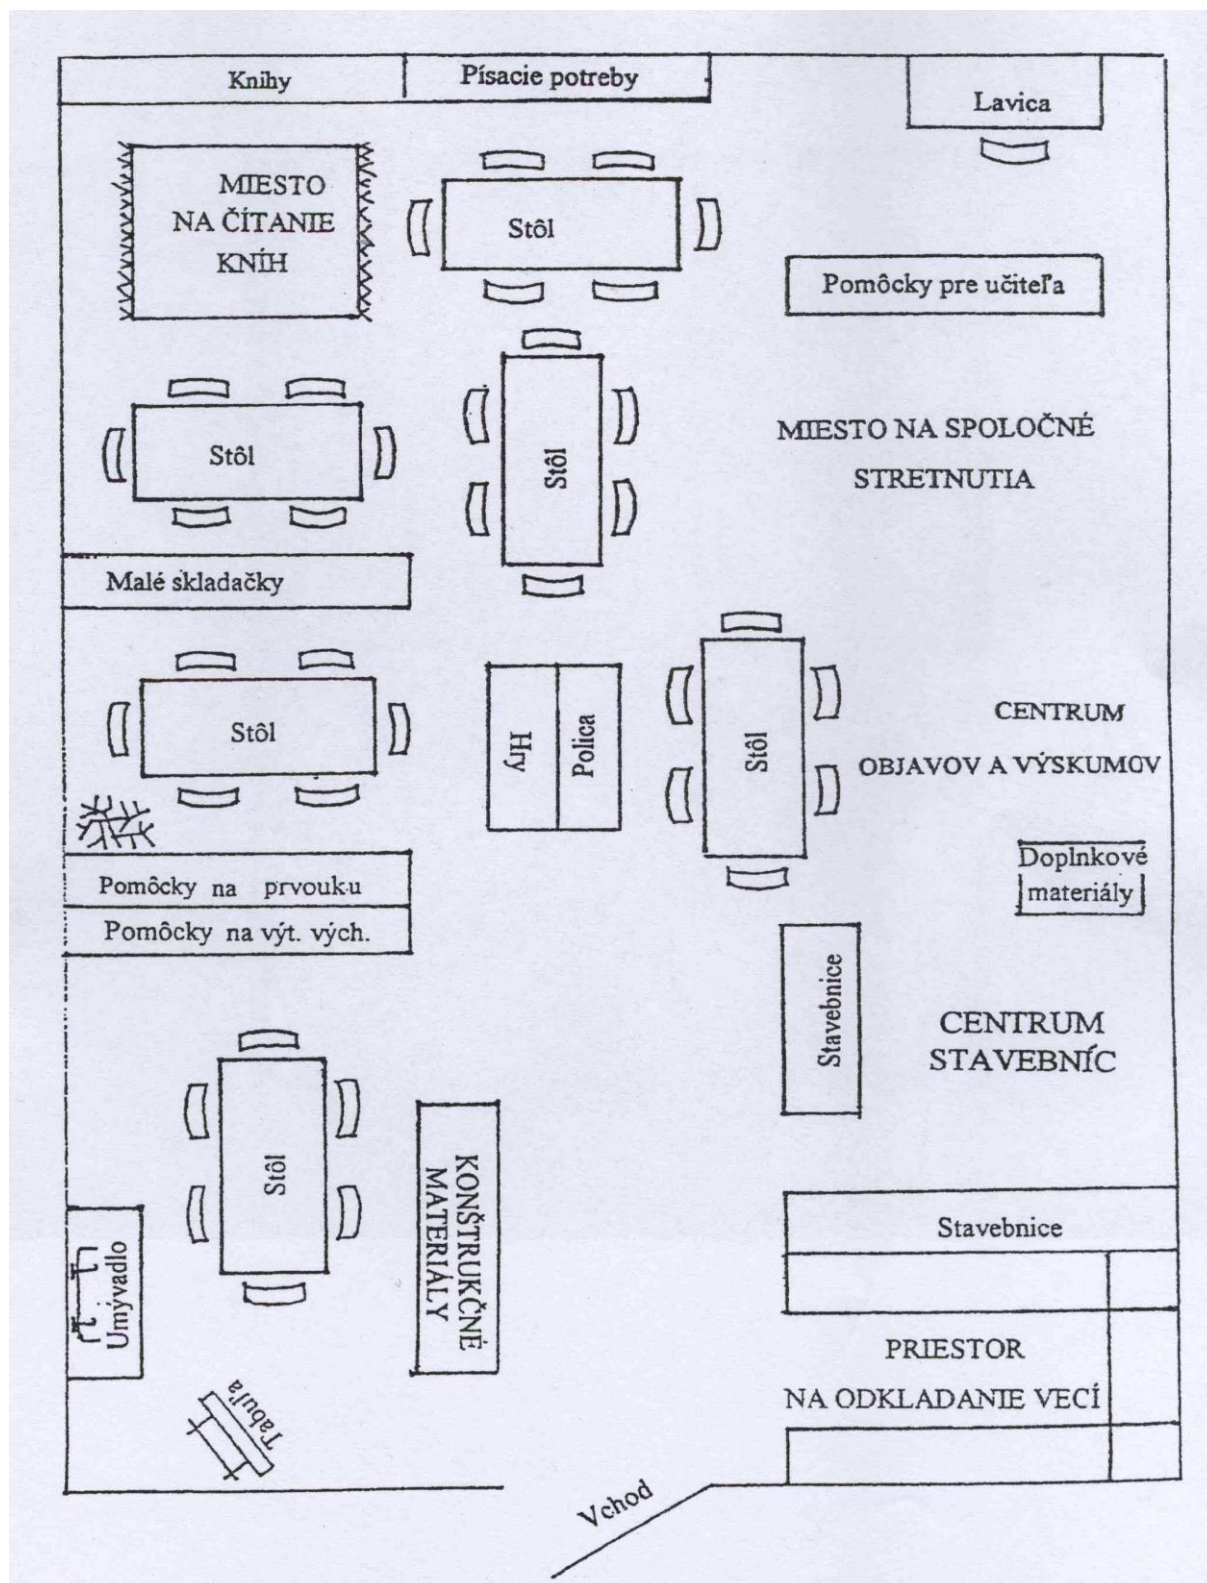 Knihy
Písacie potreby
Lavica
MIESTO
NA ČÍTANIE
KNÍH
Stôl
Pomôcky pre učiteľa
Stôl
Stôl
MIESTO NA SPOLOČNÉ
STRETNUTIA
Malé skladačky
Stôl
Hry
Polica
Stôl
CENTRUM
OBJAVOV A VÝSKUMOV
Doplnkové
materiály
Pomôcky na prvouku
Pomôcky na výt. vých.
Stavebnice
CENTRUM
STAVEBNÍC
Stôl
KONŠTRUKČNÉ
MATERIÁLY
Umývadlo
Stavebnice
PRIESTOR
NA ODKLADANIE VECÍ
Tabuľa
Vchod